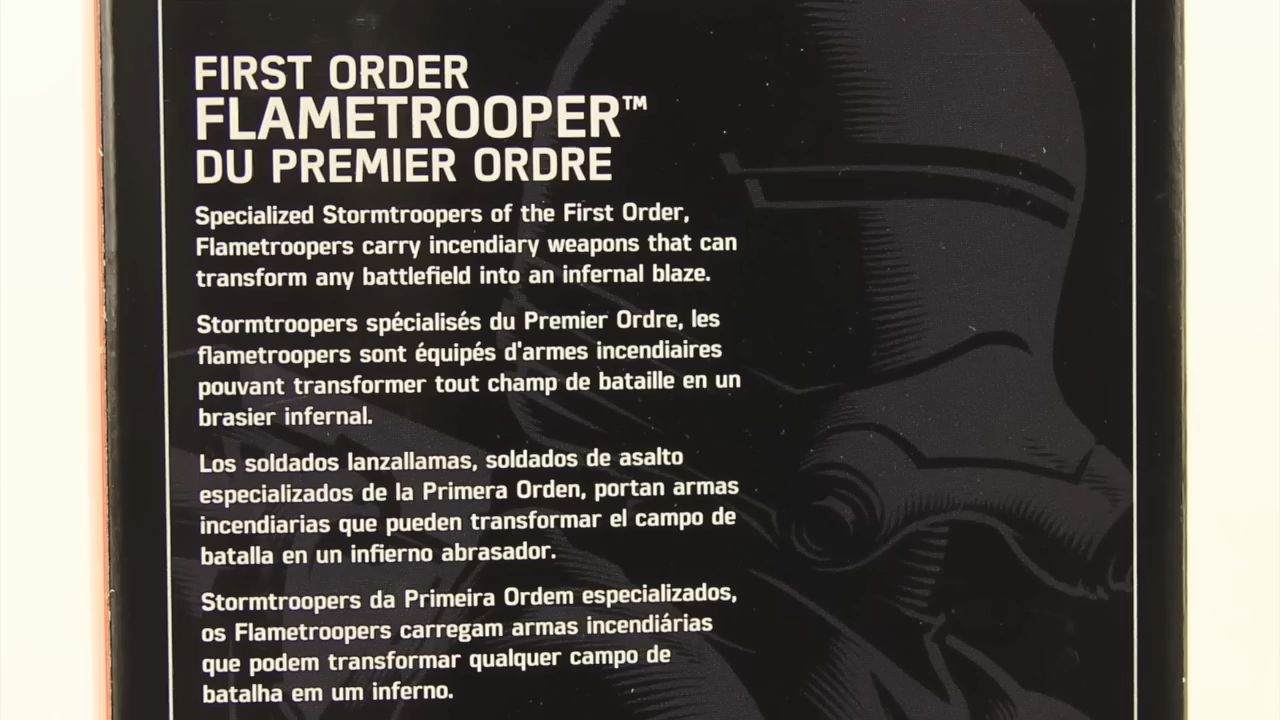 FIRST ORDER
FLAMETROOPER™
DU PREMIER ORDRE
Specialized Stormtroopers of the First Order,
Flametroopers carry incendiary weapons that can
transform any battlefield into an infernal blaze.
Stormtroopers spécialisés du Premier Ordre, les
flametroopers sont équipés d'armes incendiaires
pouvant transformer tout champ de bataille en un
brasier infernal.
Los soldados lanzallamas, soldados de asalto
especializados de la Primera Orden, portan armas
incendiarias que pueden transformar el campo de
batalla en un infierno abrasador.
Stormtroopers da Primeira Ordem especializados,
os Flametroopers carregam armas incendiárias
que podem transformar qualquer campo de
batalha em um inferno.